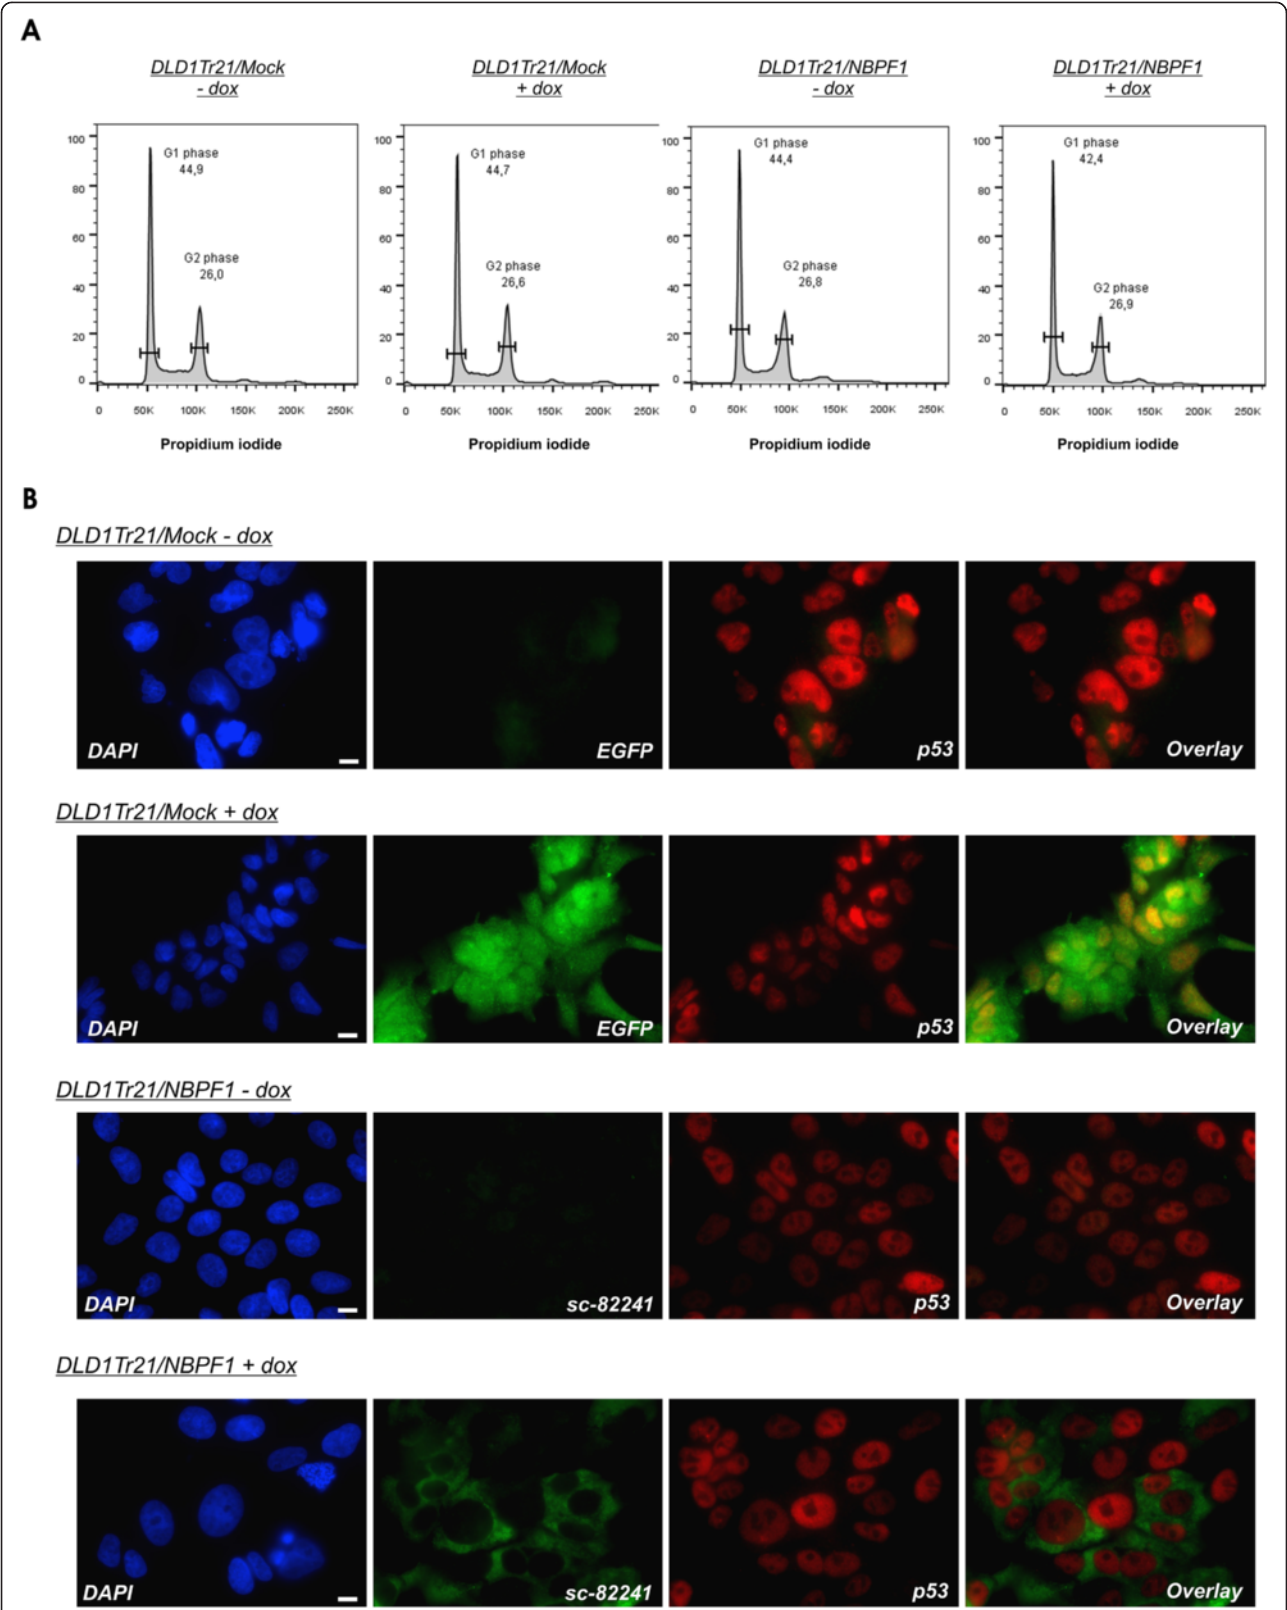 A
DLD1Tr21/Mock
- dox
DLD1Tr21/Mock
+ dox
DLD1Tr21/NBPF1
- dox
DLD1Tr21/NBPF1
+ dox
100
80
60
40
20
0
G1 phase
44,9
G2 phase
26,0
0 50K 100K 150K 200K 250K
Propidium iodide
100
80
60
40
20
0
G1 phase
44,7
G2 phase
26,6
0 50K 100K 150K 200K 250K
Propidium iodide
100
80
60
40
20
0
G1 phase
44,4
G2 phase
26,8
0 50K 100K 150K 200K 250K
Propidium iodide
100
80
60
40
20
0
G1 phase
42,4
G2 phase
26,9
0 50K 100K 150K 200K 250K
Propidium iodide
B
DLD1Tr21/Mock - dox
DAPI EGFP p53 Overlay
DLD1Tr21/Mock + dox
DAPI EGFP p53 Overlay
DLD1Tr21/NBPF1 - dox
DAPI sc-82241 p53 Overlay
DLD1Tr21/NBPF1 + dox
DAPI sc-82241 p53 Overlay